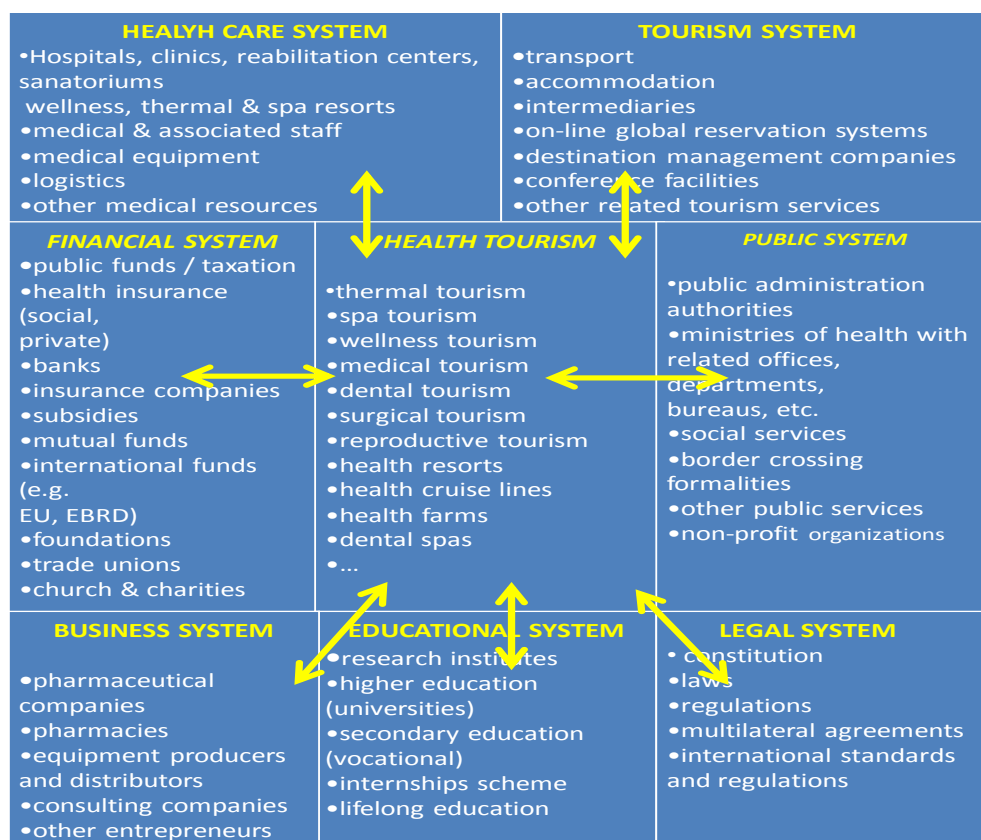 HEALYH CARE SYSTEM
•Hospitals, clinics, reabilitation centers,
sanatoriums
wellness, thermal & spa resorts
•medical & associated staff
•medical equipment
•logistics
•other medical resources
TOURISM SYSTEM
•transport
•accommodation
•intermediaries
•on-line global reservation systems
•destination management companies
•conference facilities
•other related tourism services
FINANCIAL SYSTEM
•public funds / taxation
•health insurance
(social,
private)
•banks
•insurance companies
•subsidies
•mutual funds
•international funds
(e.g.
EU, EBRD)
•foundations
•trade unions
•church & charities
HEALTH TOURISM
•thermal tourism
•spa tourism
•wellness tourism
•medical tourism
•dental tourism
•surgical tourism
•reproductive tourism
•health resorts
•health cruise lines
•health farms
•dental spas
•...
PUBLIC SYSTEM
•public administration
authorities
•ministries of health with
related offices,
departments,
bureaus, etc.
•social services
•border crossing
formalities
•other public services
•non-profit organizations
BUSINESS SYSTEM
•pharmaceutical
companies
•pharmacies
•equipment producers
and distributors
•consulting companies
•other entrepreneurs
EDUCATIONAL SYSTEM
•research institutes
•higher education
(universities)
•secondary education
(vocational)
•internships scheme
•lifelong education
LEGAL SYSTEM
• constitution
•laws
•regulations
•multilateral agreements
•international standards
and regulations